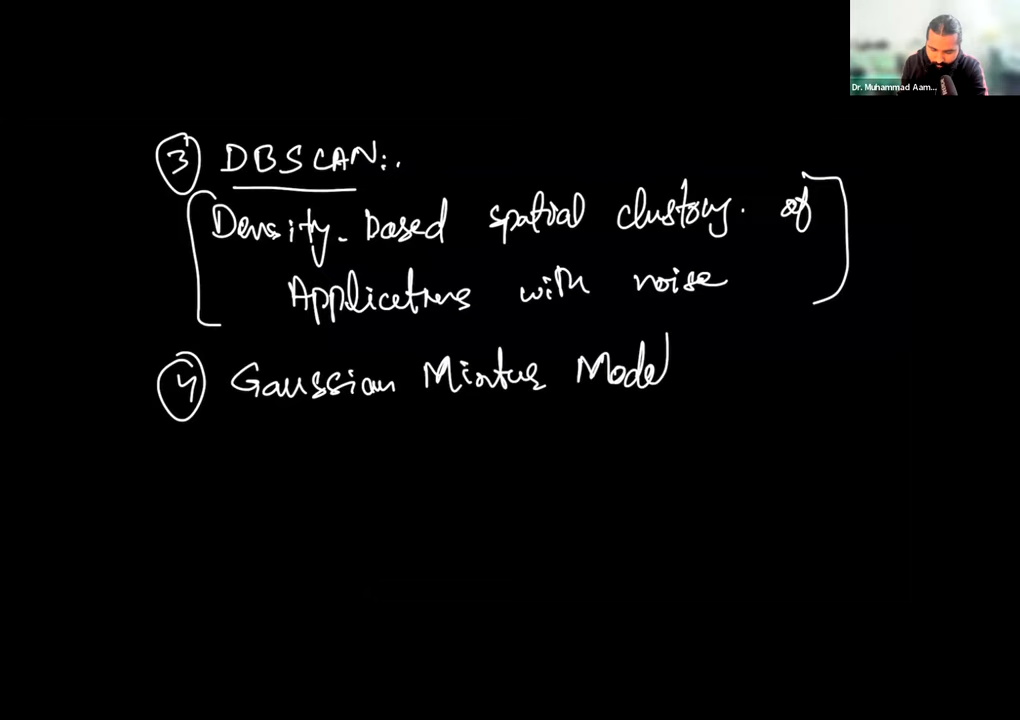 Dr. Muhammad Aam...
3 DBSCAN:.
Density-based spatial clustering of
Applications with noise
4 Gaussian Mixture Model